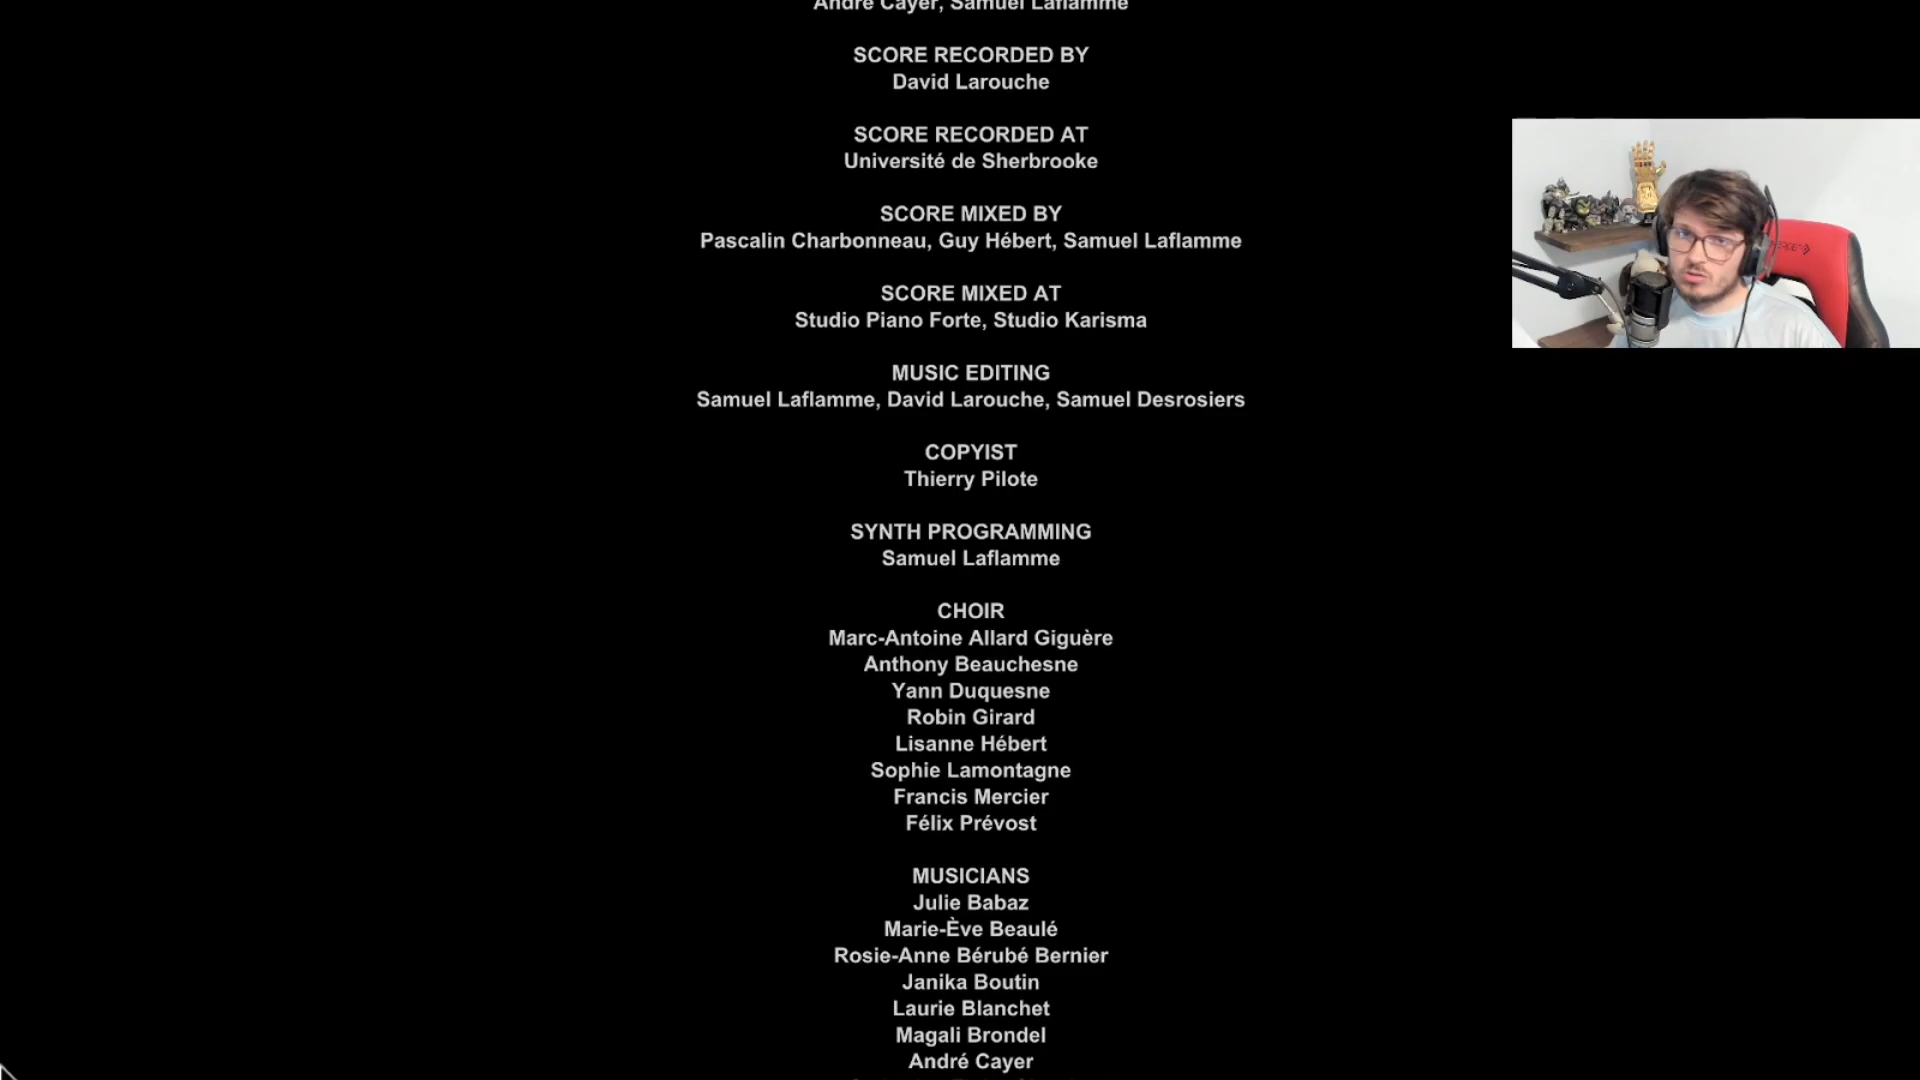 André Cayer, Samuel Laflamme
SCORE RECORDED BY
David Larouche
SCORE RECORDED AT
Université de Sherbrooke
SCORE MIXED BY
Pascalin Charbonneau, Guy Hébert, Samuel Laflamme
SCORE MIXED AT
Studio Piano Forte, Studio Karisma
MUSIC EDITING
Samuel Laflamme, David Larouche, Samuel Desrosiers
COPYIST
Thierry Pilote
SYNTH PROGRAMMING
Samuel Laflamme
CHOIR
Marc-Antoine Allard Giguère
Anthony Beauchesne
Yann Duquesne
Robin Girard
Lisanne Hébert
Sophie Lamontagne
Francis Mercier
Félix Prévost
MUSICIANS
Julie Babaz
Marie-Ève Beaulé
Rosie-Anne Bérubé Bernier
Janika Boutin
Laurie Blanchet
Magali Brondel
André Cayer